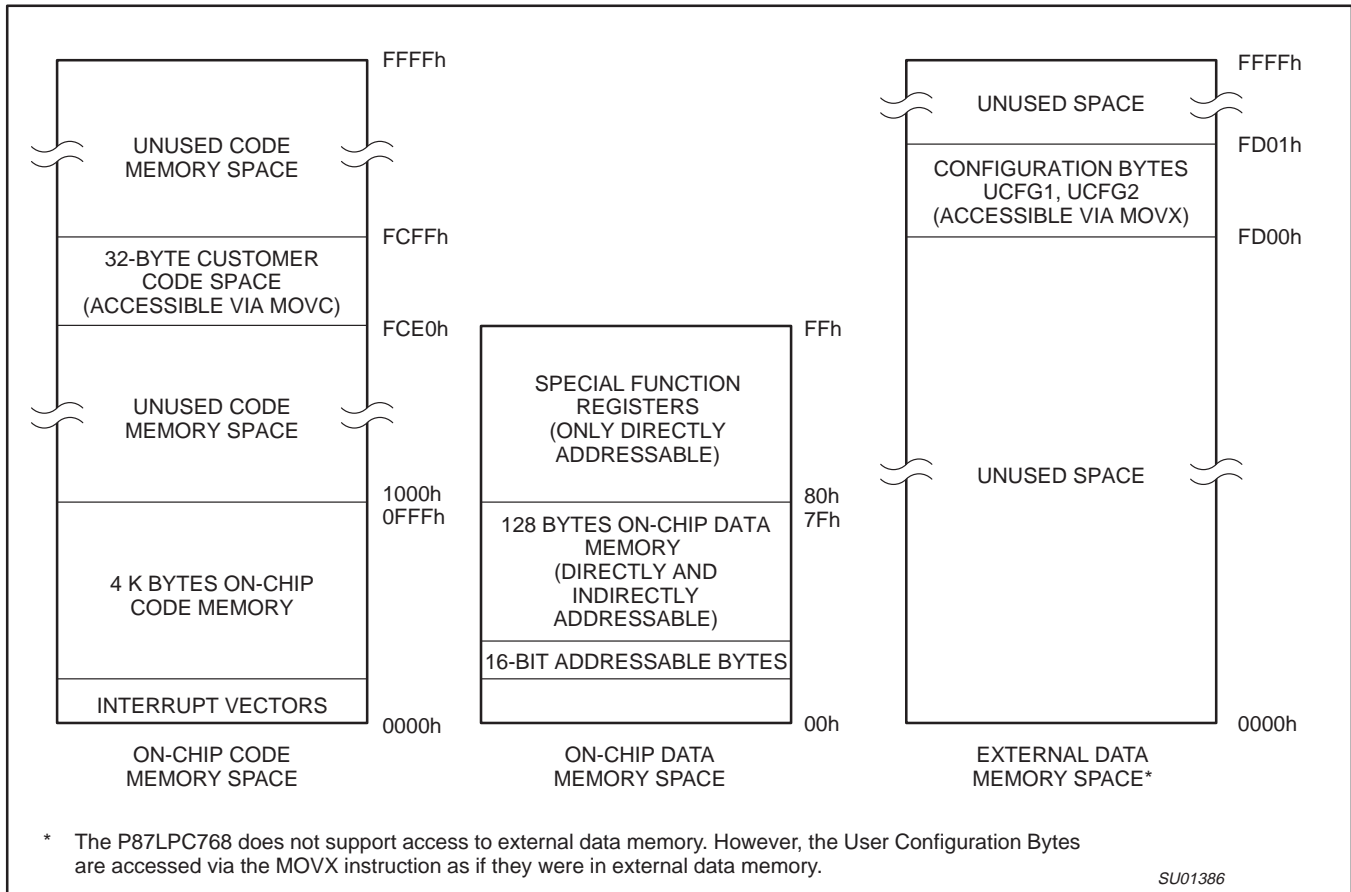 FFFFh
UNUSED CODE
MEMORY SPACE
FCFFh
32-BYTE CUSTOMER
CODE SPACE
(ACCESSIBLE VIA MOVC)
FCE0h
UNUSED CODE
MEMORY SPACE
1000h
0FFFh
4 K BYTES ON-CHIP
CODE MEMORY
INTERRUPT VECTORS
0000h
ON-CHIP CODE
MEMORY SPACE
FFh
SPECIAL FUNCTION
REGISTERS
(ONLY DIRECTLY
ADDRESSABLE)
80h
7Fh
128 BYTES ON-CHIP DATA
MEMORY
(DIRECTLY AND
INDIRECTLY
ADDRESSABLE)
16-BIT ADDRESSABLE BYTES
00h
ON-CHIP DATA
MEMORY SPACE
FFFFh
UNUSED SPACE
FD01h
CONFIGURATION BYTES
UCFG1, UCFG2
(ACCESSIBLE VIA MOVX)
FD00h
UNUSED SPACE
0000h
EXTERNAL DATA
MEMORY SPACE*
* The P87LPC768 does not support access to external data memory. However, the User Configuration Bytes
are accessed via the MOVX instruction as if they were in external data memory.
SU01386